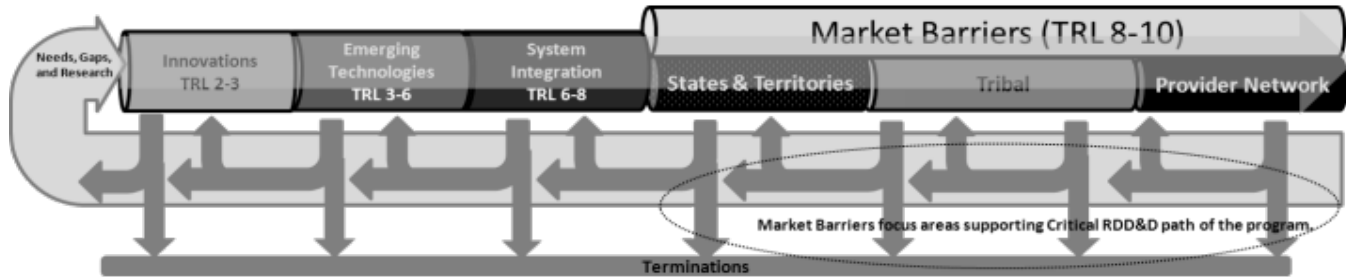 Needs, Gaps,
and Research
Innovations
TRL 2-3
Emerging
Technologies
TRL 3-6
System
Integration
TRL 6-8
Market Barriers (TRL 8-10)
States & Territories
Tribal
Provider Network
Market Barriers focus areas supporting Critical RDD&D path of the program.
Terminations